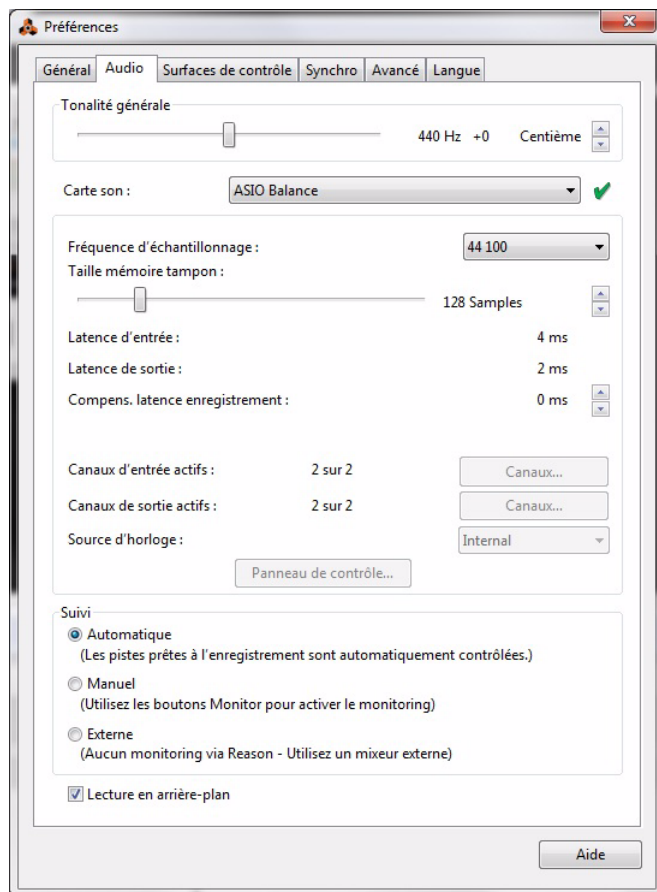 Préférences
Général Audio Surfaces de contrôle Synchro Avancé Langue
Tonalité générale
440 Hz +0 Centième
Carte son : ASIO Balance
Fréquence d'échantillonnage : 44 100
Taille mémoire tampon :
128 Samples
Latence d'entrée : 4 ms
Latence de sortie : 2 ms
Compens. latence enregistrement : 0 ms
Canaux d'entrée actifs : 2 sur 2 Canaux...
Canaux de sortie actifs : 2 sur 2 Canaux...
Source d'horloge : Internal
Panneau de contrôle...
Suivi
Automatique
(Les pistes prêtes à l'enregistrement sont automatiquement contrôlées.)
Manuel
(Utilisez les boutons Monitor pour activer le monitoring)
Externe
(Aucun monitoring via Reason - Utilisez un mixeur externe)
Lecture en arrière-plan
Aide